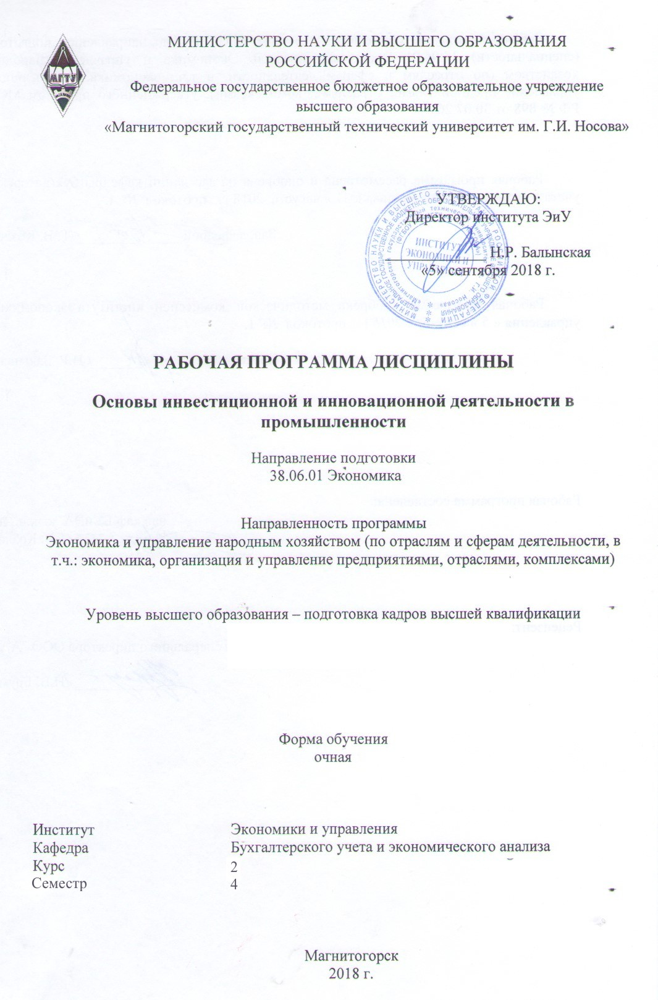 МГТУ
МИНИСТЕРСТВО НАУКИ И ВЫСШЕГО ОБРАЗОВАНИЯ
РОССИЙСКОЙ ФЕДЕРАЦИИ
Федеральное государственное бюджетное образовательное учреждение
высшего образования
«Магнитогорский государственный технический университет им. Г.И. Носова»
УТВЕРЖДАЮ:
Директор института ЭиУ
Н.Р. Балынская
«5» сентября 2018 г.
ИНСТИТУТ
ЭКОНОМИКИ И
УПРАВЛЕНИЯ
РАБОЧАЯ ПРОГРАММА ДИСЦИПЛИНЫ
Основы инвестиционной и инновационной деятельности в
промышленности
Направление подготовки
38.06.01 Экономика
Направленность программы
Экономика и управление народным хозяйством (по отраслям и сферам деятельности, в
т.ч.: экономика, организация и управление предприятиями, отраслями, комплексами)
Уровень высшего образования – подготовка кадров высшей квалификации
Форма обучения
очная
Институт Экономики и управления
Кафедра Бухгалтерского учета и экономического анализа
Курс 2
Семестр 4
Магнитогорск
2018 г.